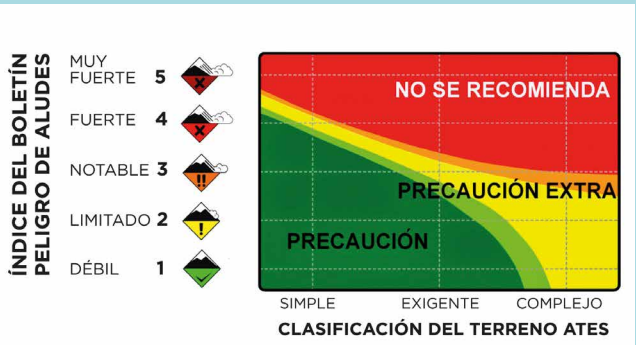 ÍNDICE DEL BOLETÍN
PELIGRO DE ALUDES
MUY
FUERTE 5
FUERTE 4
NOTABLE 3
LIMITADO 2
DÉBIL 1
NO SE RECOMIENDA
PRECAUCIÓN EXTRA
PRECAUCIÓN
SIMPLE
EXIGENTE
COMPLEJO
CLASIFICACIÓN DEL TERRENO ATES